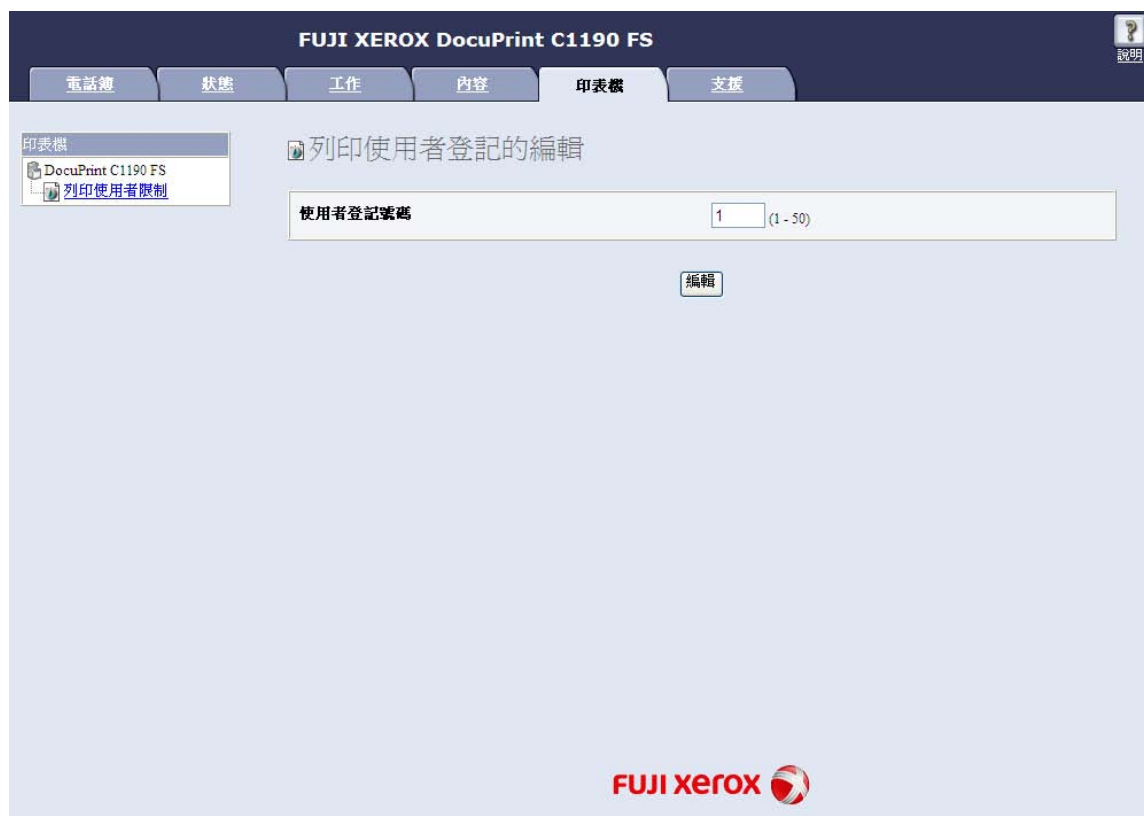 FUJI XEROX DocuPrint C1190 FS
說明
電話簿 狀態 工作 內容 印表機 支援
印表機
DocuPrint C1190 FS
列印使用者限制
列印使用者登記的編輯
使用者登記號碼 1 (1 - 50)
編輯
FUJI xerox